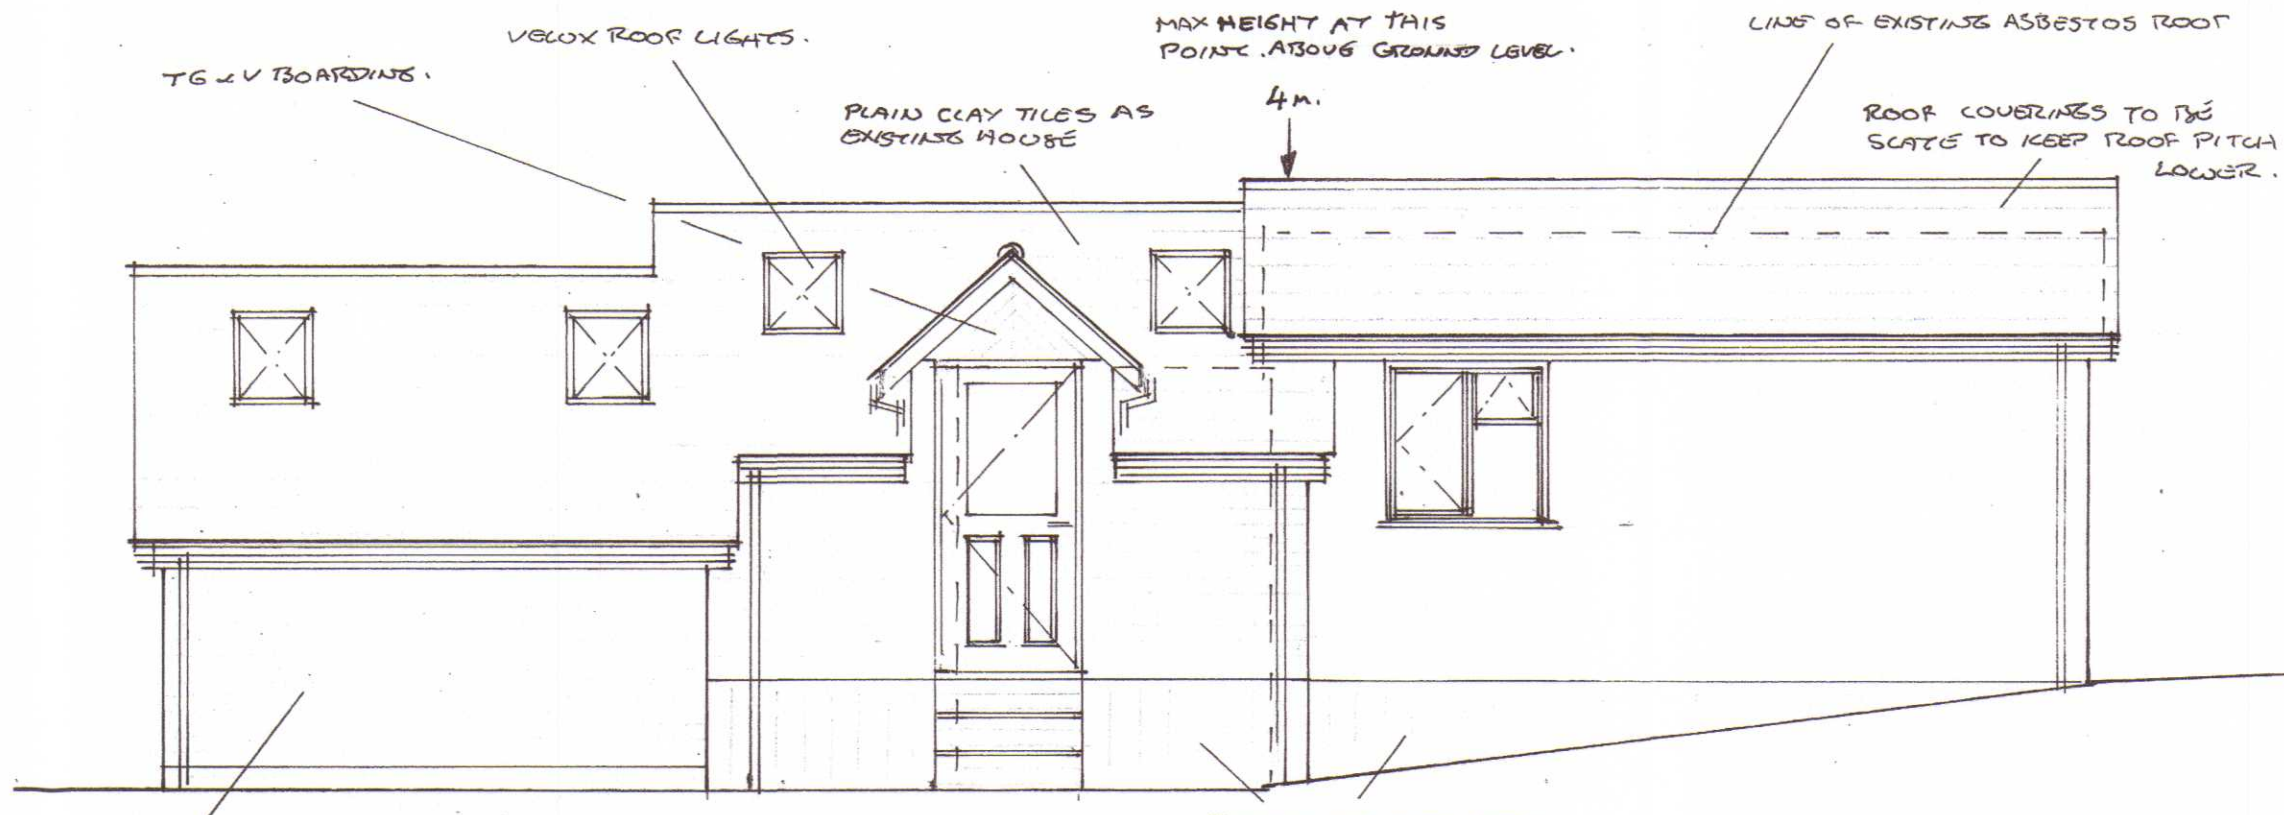 VELUX ROOF LIGHTS.
TG & V BOARDING.
PLAIN CLAY TILES AS
EXISTING HOUSE
MAX HEIGHT AT THIS
POINT. ABOVE GROUND LEVEL.
4M.
LINE OF EXISTING ASBESTOS ROOF
ROOF COVERINGS TO BE
SLATE TO KEEP ROOF PITCH
LOWER.